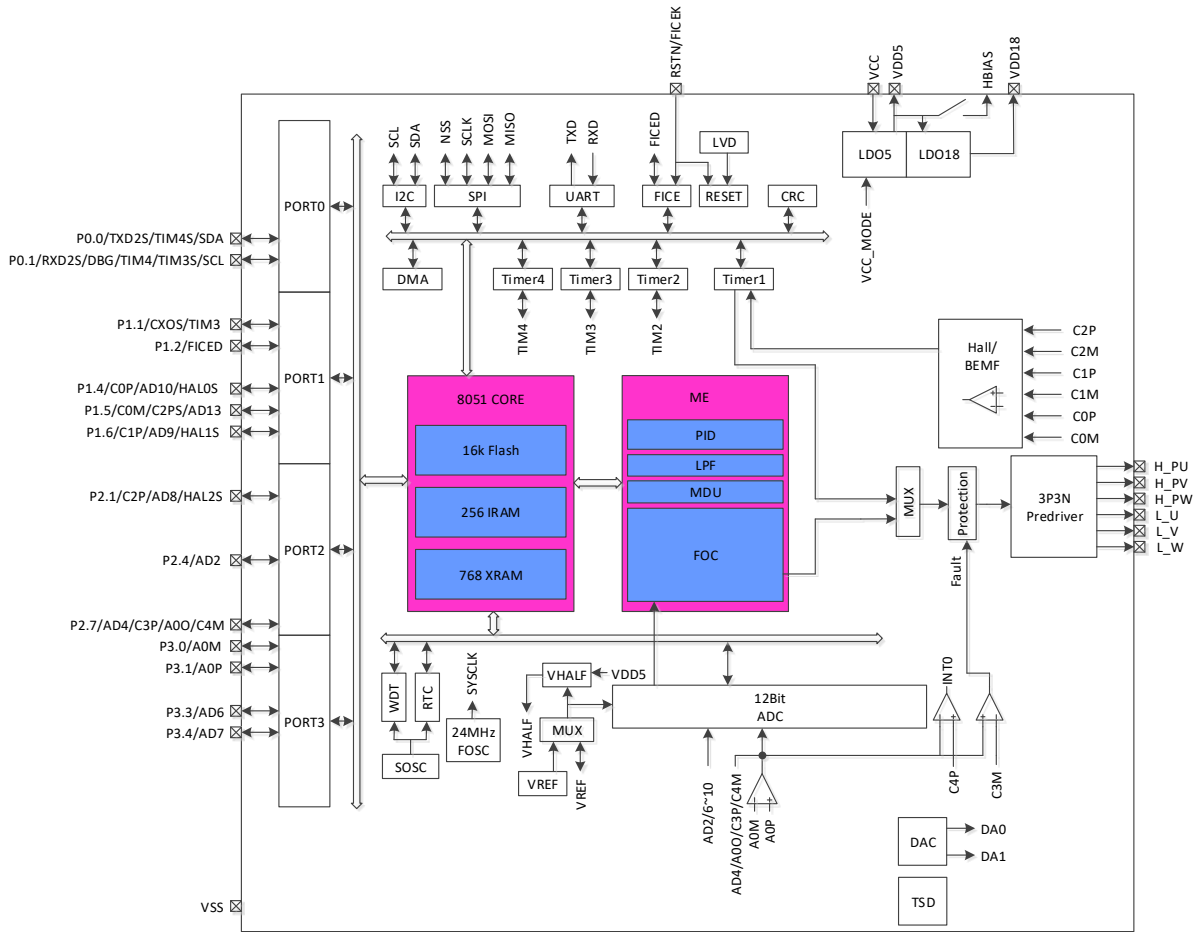 RSTN/FICEK
VCC
VDD5
HBIAS
VDD18
SCL
SDA
NSS
SCLK
MOSI
MISO
TXD
RXD
FICED
LVD
LDO5
LDO18
I2C
SPI
UART
FICE
RESET
CRC
VCC_MODE
PORT0
P0.0/TXD2S/TIM4S/SDA
P0.1/RXD2S/DBG/TIM4/TIM3S/SCL
DMA
Timer4
Timer3
Timer2
Timer1
TIM4
TIM3
TIM2
P1.1/CXOS/TIM3
P1.2/FICED
PORT1
P1.4/C0P/AD10/HAL0S
P1.5/C0M/C2PS/AD13
P1.6/C1P/AD9/HAL1S
Hall/
BEMF
C2P
C2M
C1P
C1M
C0P
C0M
8051 CORE
16k Flash
256 IRAM
768 XRAM
ME
PID
LPF
MDU
FOC
MUX
Protection
Fault
3P3N
Predriver
H_PU
H_PV
H_PW
L_U
L_V
L_W
P2.1/C2P/AD8/HAL2S
PORT2
P2.4/AD2
P2.7/AD4/C3P/A0O/C4M
P3.0/A0M
P3.1/A0P
PORT3
P3.3/AD6
P3.4/AD7
WDT
RTC
SOSC
SYSCLK
24MHz
FOSC
VHALF
VDD5
VHALF
MUX
VREF
VREF
12Bit
ADC
INT0
AD2/6~10
AD4/A0O/C3P/C4M
A0M
A0P
C4P
C3M
DAC
DA0
DA1
TSD
VSS